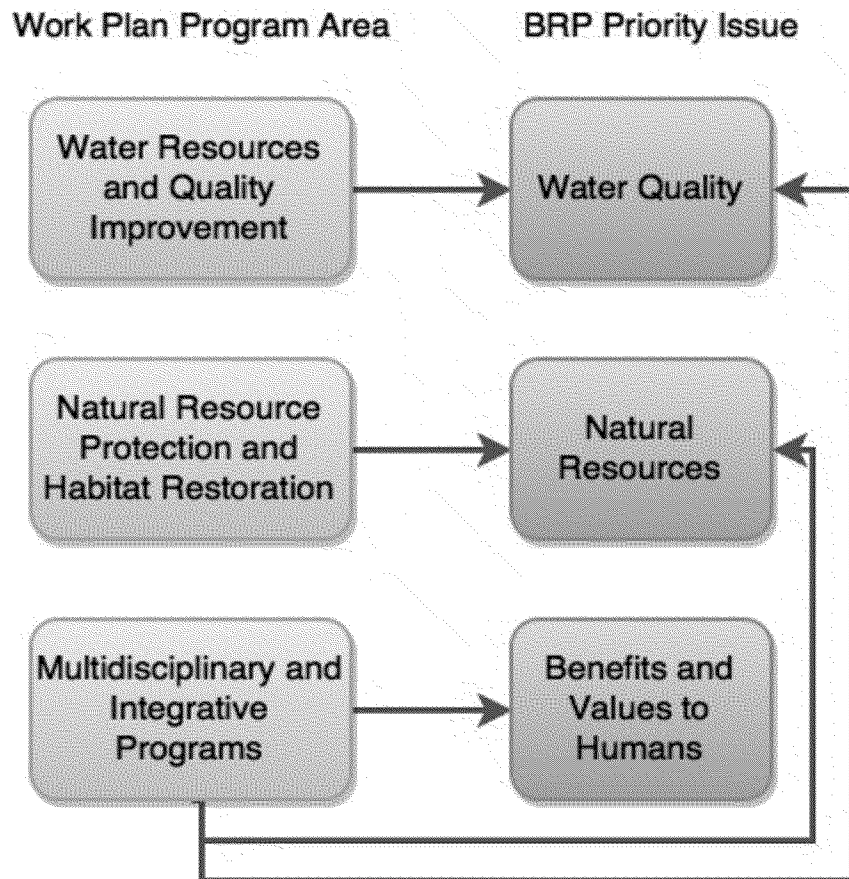 Work Plan Program Area
BRP Priority Issue
Water Resources
and Quality
Improvement
Water Quality
Natural Resource
Protection and
Habitat Restoration
Natural
Resources
Multidisciplinary and
Integrative
Programs
Benefits and
Values to
Humans